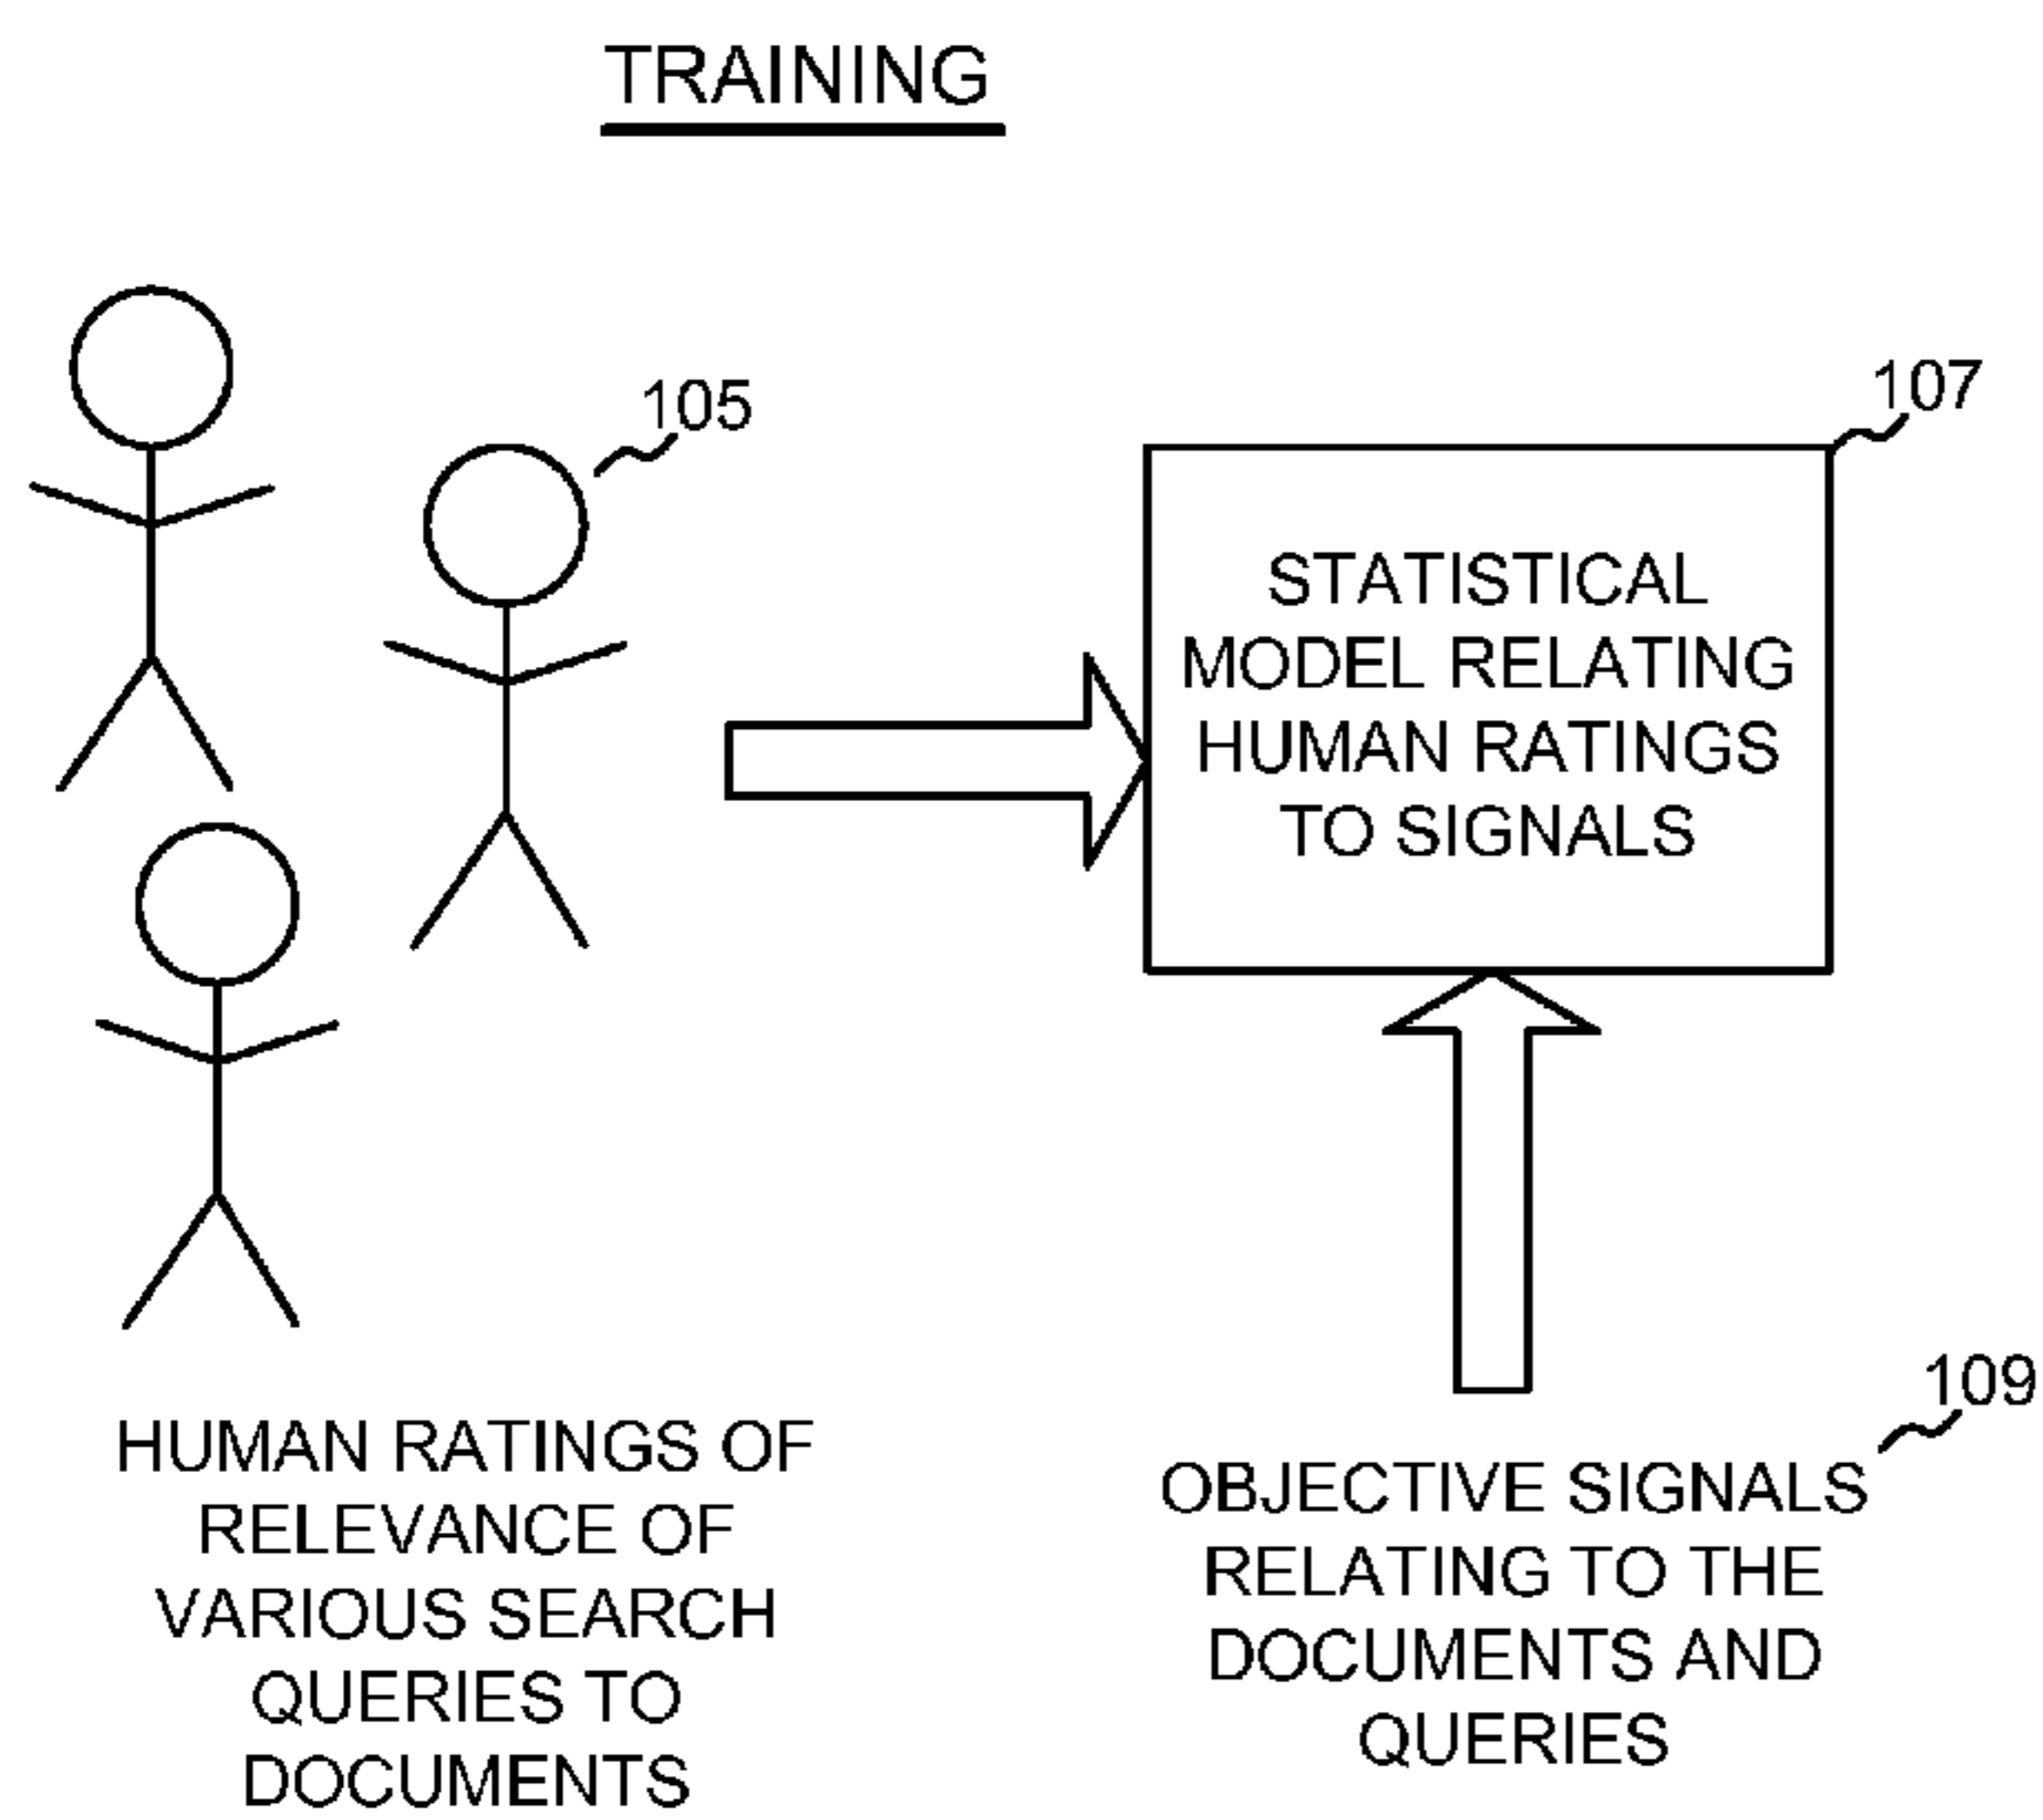 TRAINING
105
107
STATISTICAL
MODEL RELATING
HUMAN RATINGS
TO SIGNALS
HUMAN RATINGS OF
RELEVANCE OF
VARIOUS SEARCH
QUERIES TO
DOCUMENTS
109
OBJECTIVE SIGNALS
RELATING TO THE
DOCUMENTS AND
QUERIES